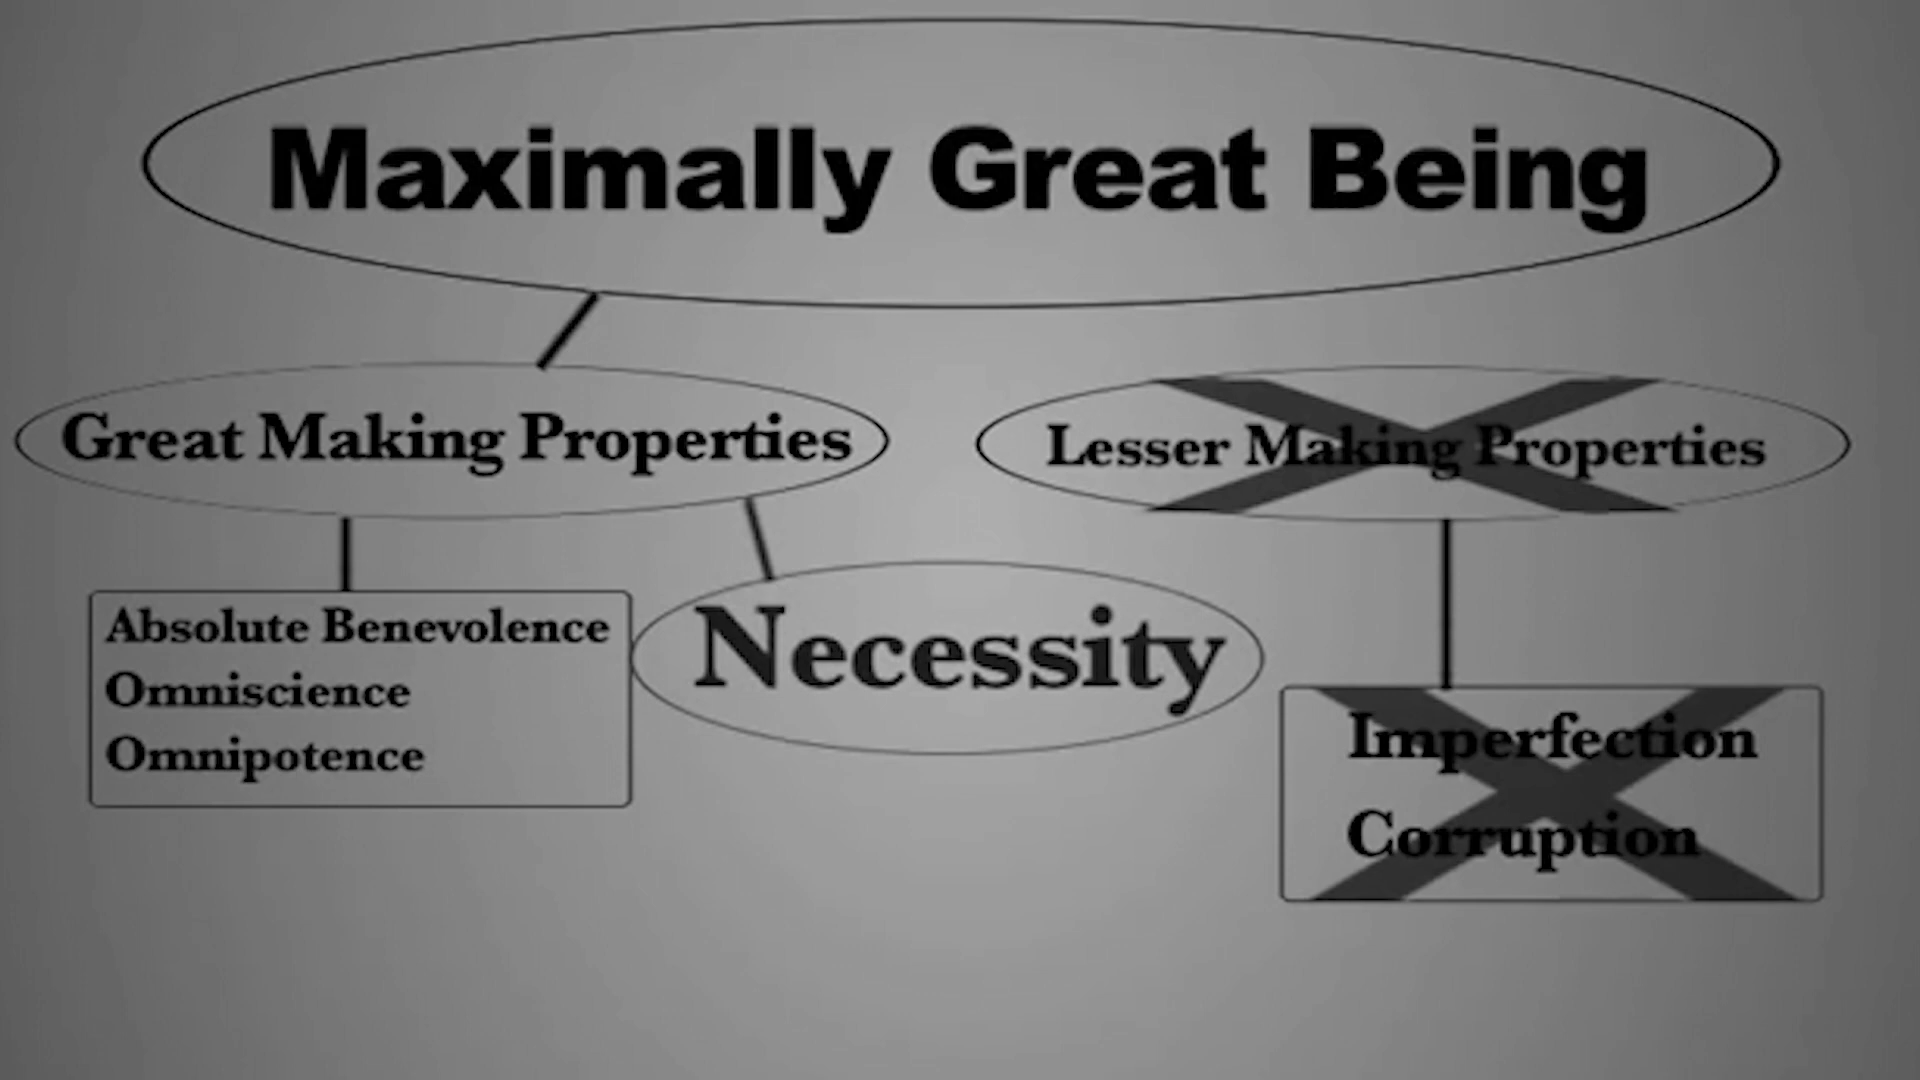 Maximally Great Being
Great Making Properties
Lesser Making Properties
Absolute Benevolence
Omniscience
Omnipotence
Necessity
Imperfection
Corruption